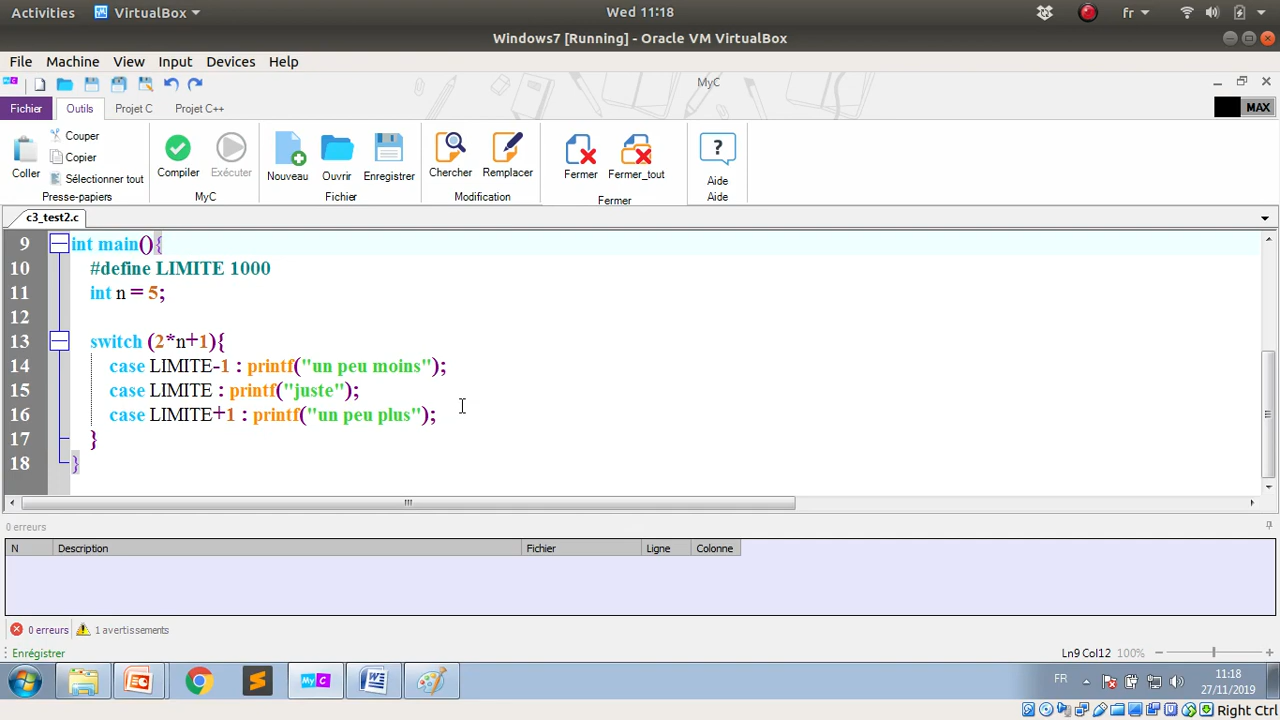 Activities VirtualBox Wed 11:18 fr
Windows7 [Running] - Oracle VM VirtualBox
File Machine View Input Devices Help
MyC
Fichier Outils Projet C Projet C++ MAX
Coller Couper Copier Sélectionner tout
Compiler Exécuter Nouveau Ouvrir Enregistrer Chercher Remplacer Fermer Fermer_tout Aide
Presse-papiers MyC Fichier Modification Fermer Aide
c3_test2.c
9 int main(){
10 #define LIMITE 1000
11 int n = 5;
12
13 switch (2*n+1){
14 case LIMITE-1 : printf("un peu moins");
15 case LIMITE : printf("juste");
16 case LIMITE+1 : printf("un peu plus");
17 }
18 }
0 erreurs
N Description Fichier Ligne Colonne
0 erreurs 1 avertissements
Enrégistrer Ln9 Col12 100%
MyC FR 11:18
27/11/2019
Right Ctrl